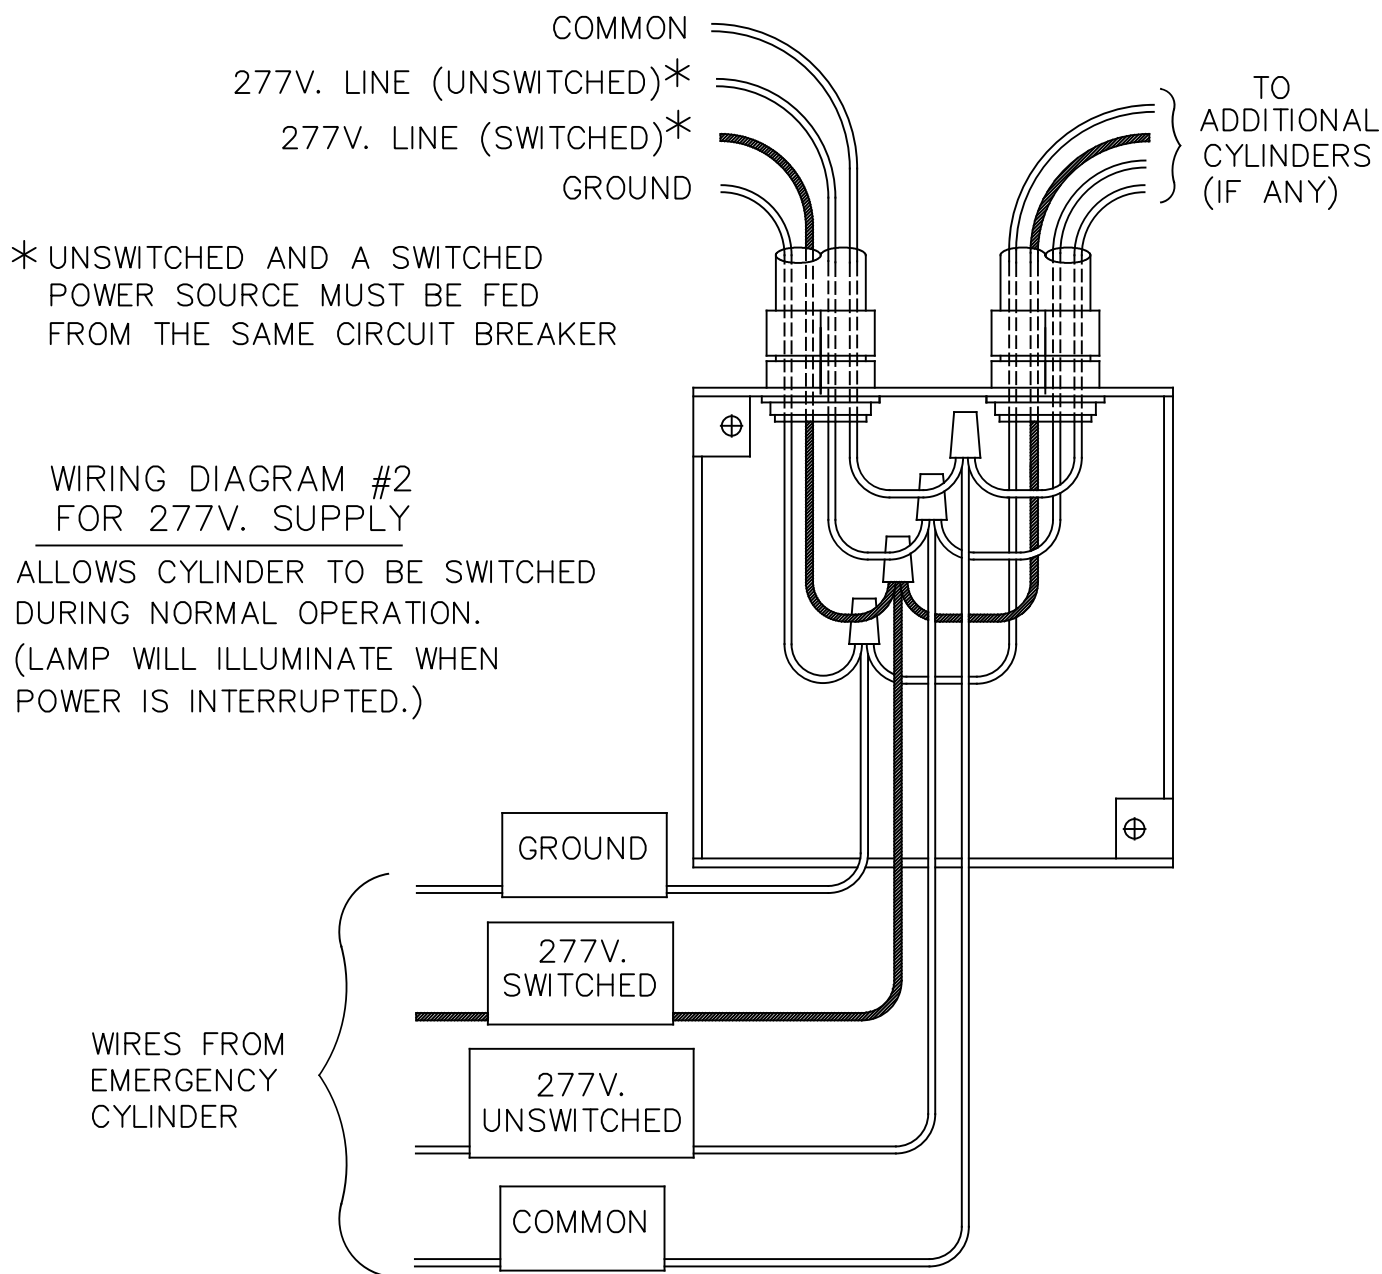 COMMON
277V. LINE (UNSWITCHED)*
277V. LINE (SWITCHED)*
GROUND
TO
ADDITIONAL
CYLINDERS
(IF ANY)
* UNSWITCHED AND A SWITCHED
POWER SOURCE MUST BE FED
FROM THE SAME CIRCUIT BREAKER
WIRING DIAGRAM #2
FOR 277V. SUPPLY
ALLOWS CYLINDER TO BE SWITCHED
DURING NORMAL OPERATION.
(LAMP WILL ILLUMINATE WHEN
POWER IS INTERRUPTED.)
GROUND
277V.
SWITCHED
277V.
UNSWITCHED
COMMON
WIRES FROM
EMERGENCY
CYLINDER